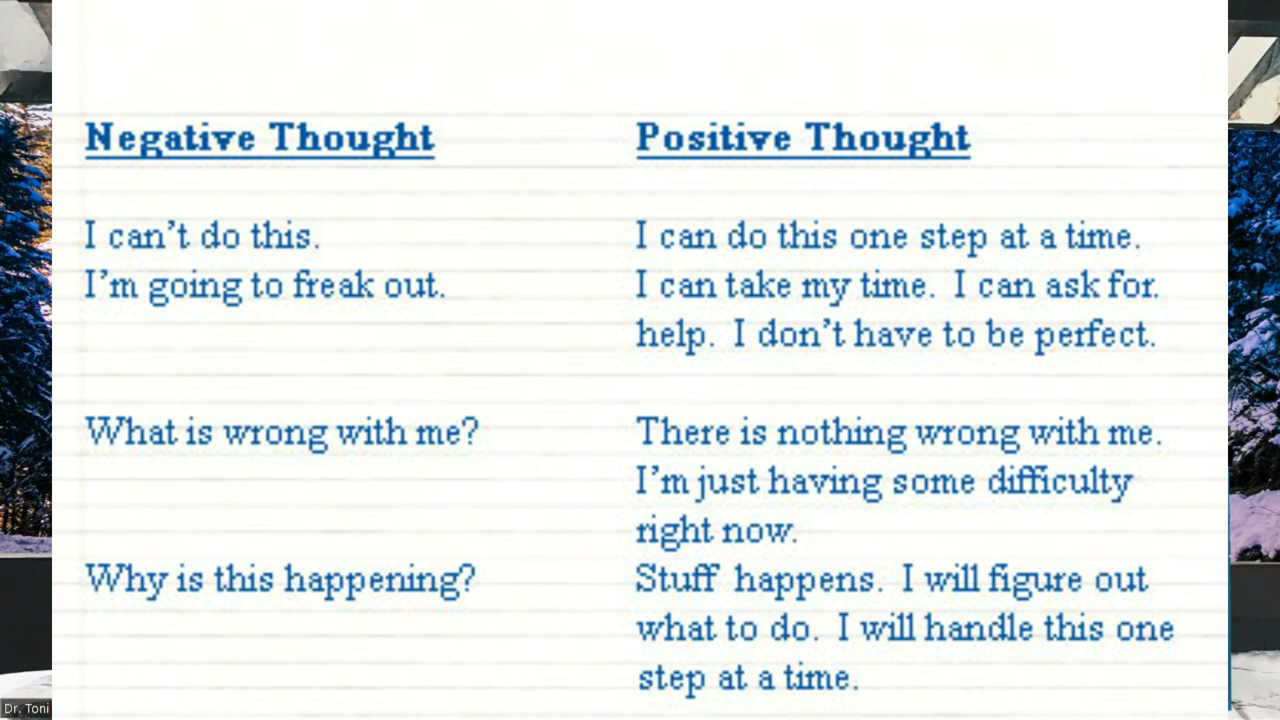 Negative Thought
Positive Thought
I can't do this.
I'm going to freak out.
I can do this one step at a time.
I can take my time. I can ask for.
help. I don't have to be perfect.
What is wrong with me?
There is nothing wrong with me.
I'm just having some difficulty
right now.
Why is this happening?
Stuff happens. I will figure out
what to do. I will handle this one
step at a time.
Dr. Toni